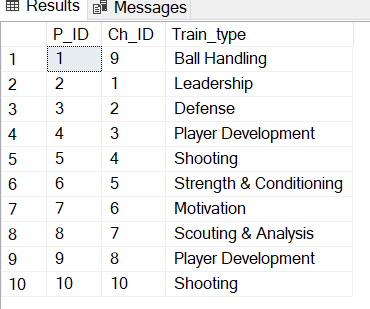 Results Messages
P_ID Ch_ID Train_type
1 1 9 Ball Handling
2 2 1 Leadership
3 3 2 Defense
4 4 3 Player Development
5 5 4 Shooting
6 6 5 Strength & Conditioning
7 7 6 Motivation
8 8 7 Scouting & Analysis
9 9 8 Player Development
10 10 10 Shooting